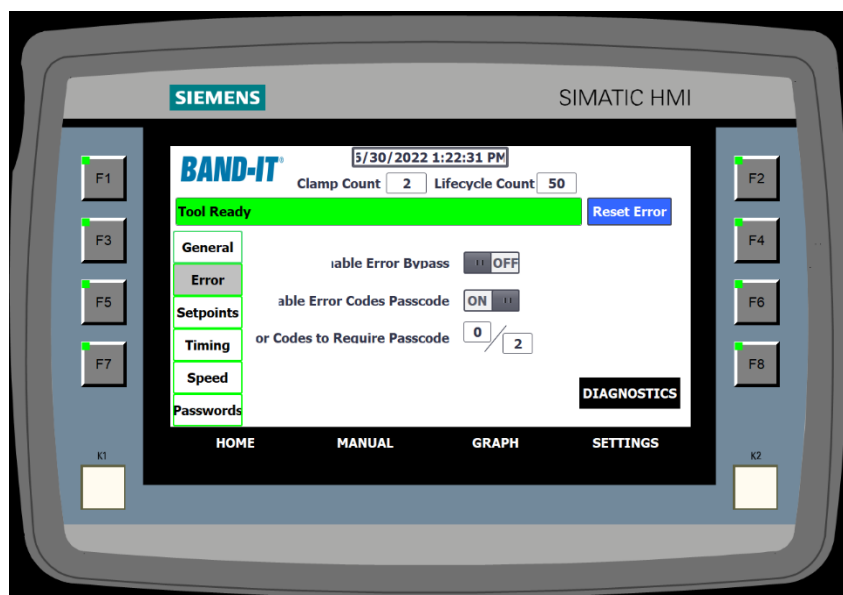 SIEMENS SIMATIC HMI
5/30/2022 1:22:31 PM
BAND-IT®
Clamp Count 2 Lifecycle Count 50
Tool Ready Reset Error
F1
F2
F3
F4
F5
F6
F7
F8
General
Error
Setpoints
Timing
Speed
Passwords
able Error Bypass OFF
able Error Codes Passcode ON
or Codes to Require Passcode 0/2
DIAGNOSTICS
HOME MANUAL GRAPH SETTINGS
K1 K2